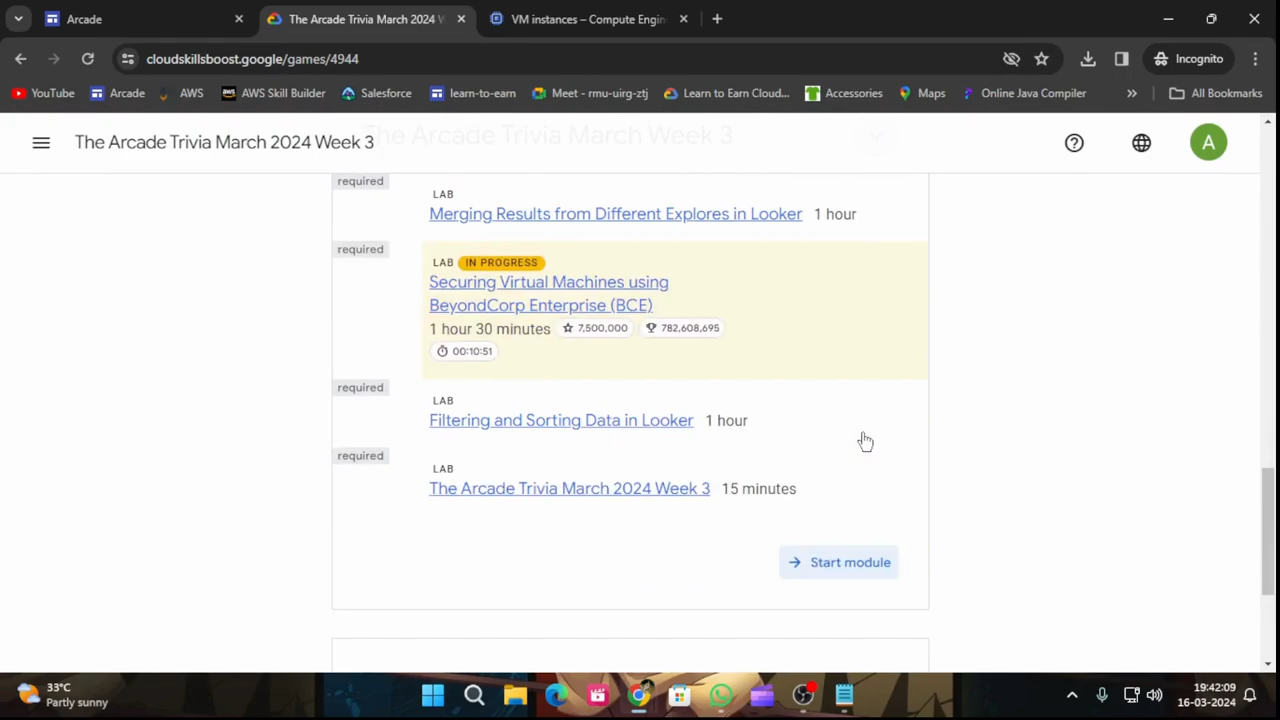 Arcade
The Arcade Trivia March 2024 W
VM instances – Compute Engin
cloudskillsboost.google/games/4944
Incognito
YouTube
Arcade
AWS
AWS Skill Builder
Salesforce
learn-to-earn
Meet - rmu-uirg-ztj
Learn to Earn Cloud...
Accessories
Maps
Online Java Compiler
All Bookmarks
The Arcade Trivia March 2024 Week 3
The Arcade Trivia March Week 3
A
required
LAB
Merging Results from Different Explores in Looker 1 hour
required
LAB IN PROGRESS
Securing Virtual Machines using
BeyondCorp Enterprise (BCE)
1 hour 30 minutes 7,500,000 782,608,695
00:10:51
required
LAB
Filtering and Sorting Data in Looker 1 hour
required
LAB
The Arcade Trivia March 2024 Week 3 15 minutes
Start module
33°C
Partly sunny
19:42:09
16-03-2024